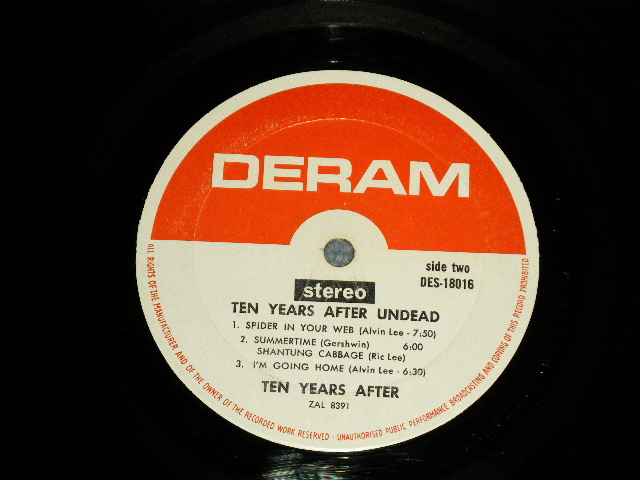 DERAM
side two
DES-18016
stereo
TEN YEARS AFTER UNDEAD
1. SPIDER IN YOUR WEB (Alvin Lee - 7:50)
2. SUMMERTIME (Gershwin) 6:00
SHANTUNG CABBAGE (Ric Lee)
3. I'M GOING HOME (Alvin Lee - 6:30)
TEN YEARS AFTER
ZAL 8391
ALL RIGHTS OF THE MANUFACTURER AND OF THE OWNER OF THE RECORDED WORK RESERVED · UNAUTHORISED PUBLIC PERFORMANCE BROADCASTING AND COPYING OF THIS RECORD PROHIBITED